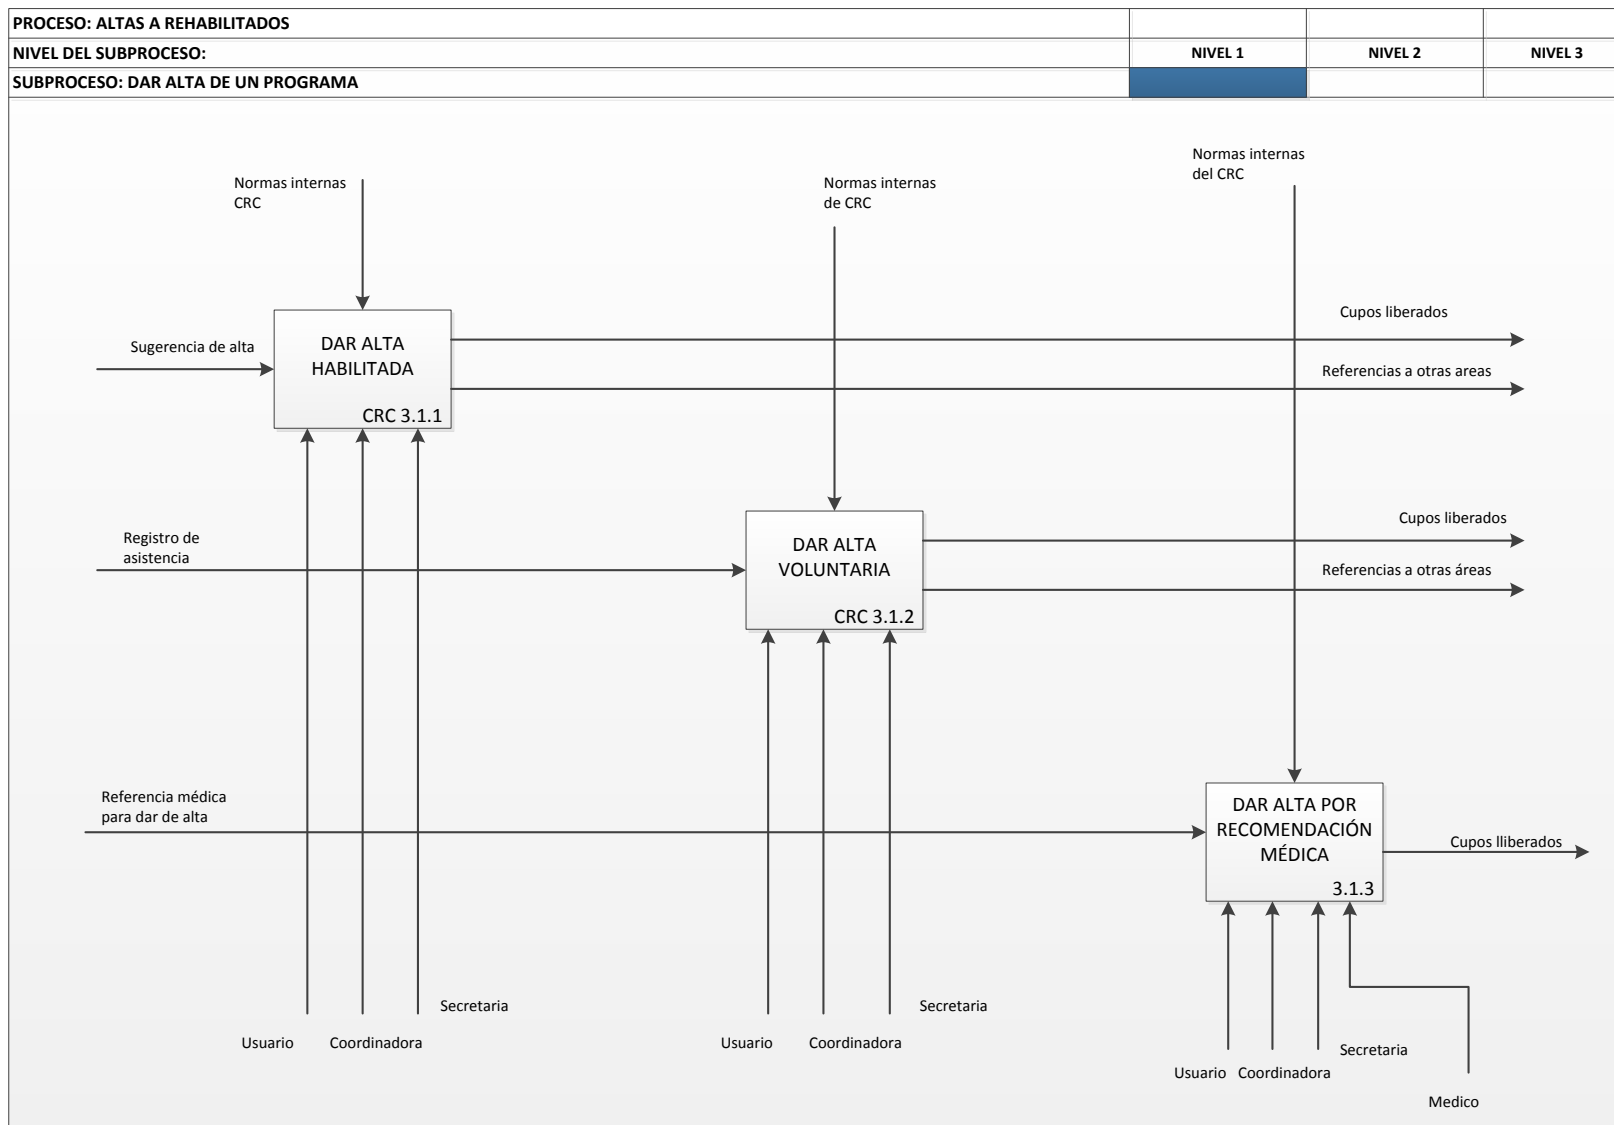 PROCESO: ALTAS A REHABILITADOS
NIVEL DEL SUBPROCESO:
NIVEL 1
NIVEL 2
NIVEL 3
SUBPROCESO: DAR ALTA DE UN PROGRAMA
Normas internas
CRC
Normas internas
de CRC
Normas internas
del CRC
Sugerencia de alta
DAR ALTA
HABILITADA
CRC 3.1.1
Cupos liberados
Referencias a otras areas
Registro de
asistencia
DAR ALTA
VOLUNTARIA
CRC 3.1.2
Cupos liberados
Referencias a otras áreas
Referencia médica
para dar de alta
DAR ALTA POR
RECOMENDACIÓN
MÉDICA
3.1.3
Cupos lliberados
Usuario
Coordinadora
Secretaria
Usuario
Coordinadora
Secretaria
Usuario
Coordinadora
Secretaria
Medico